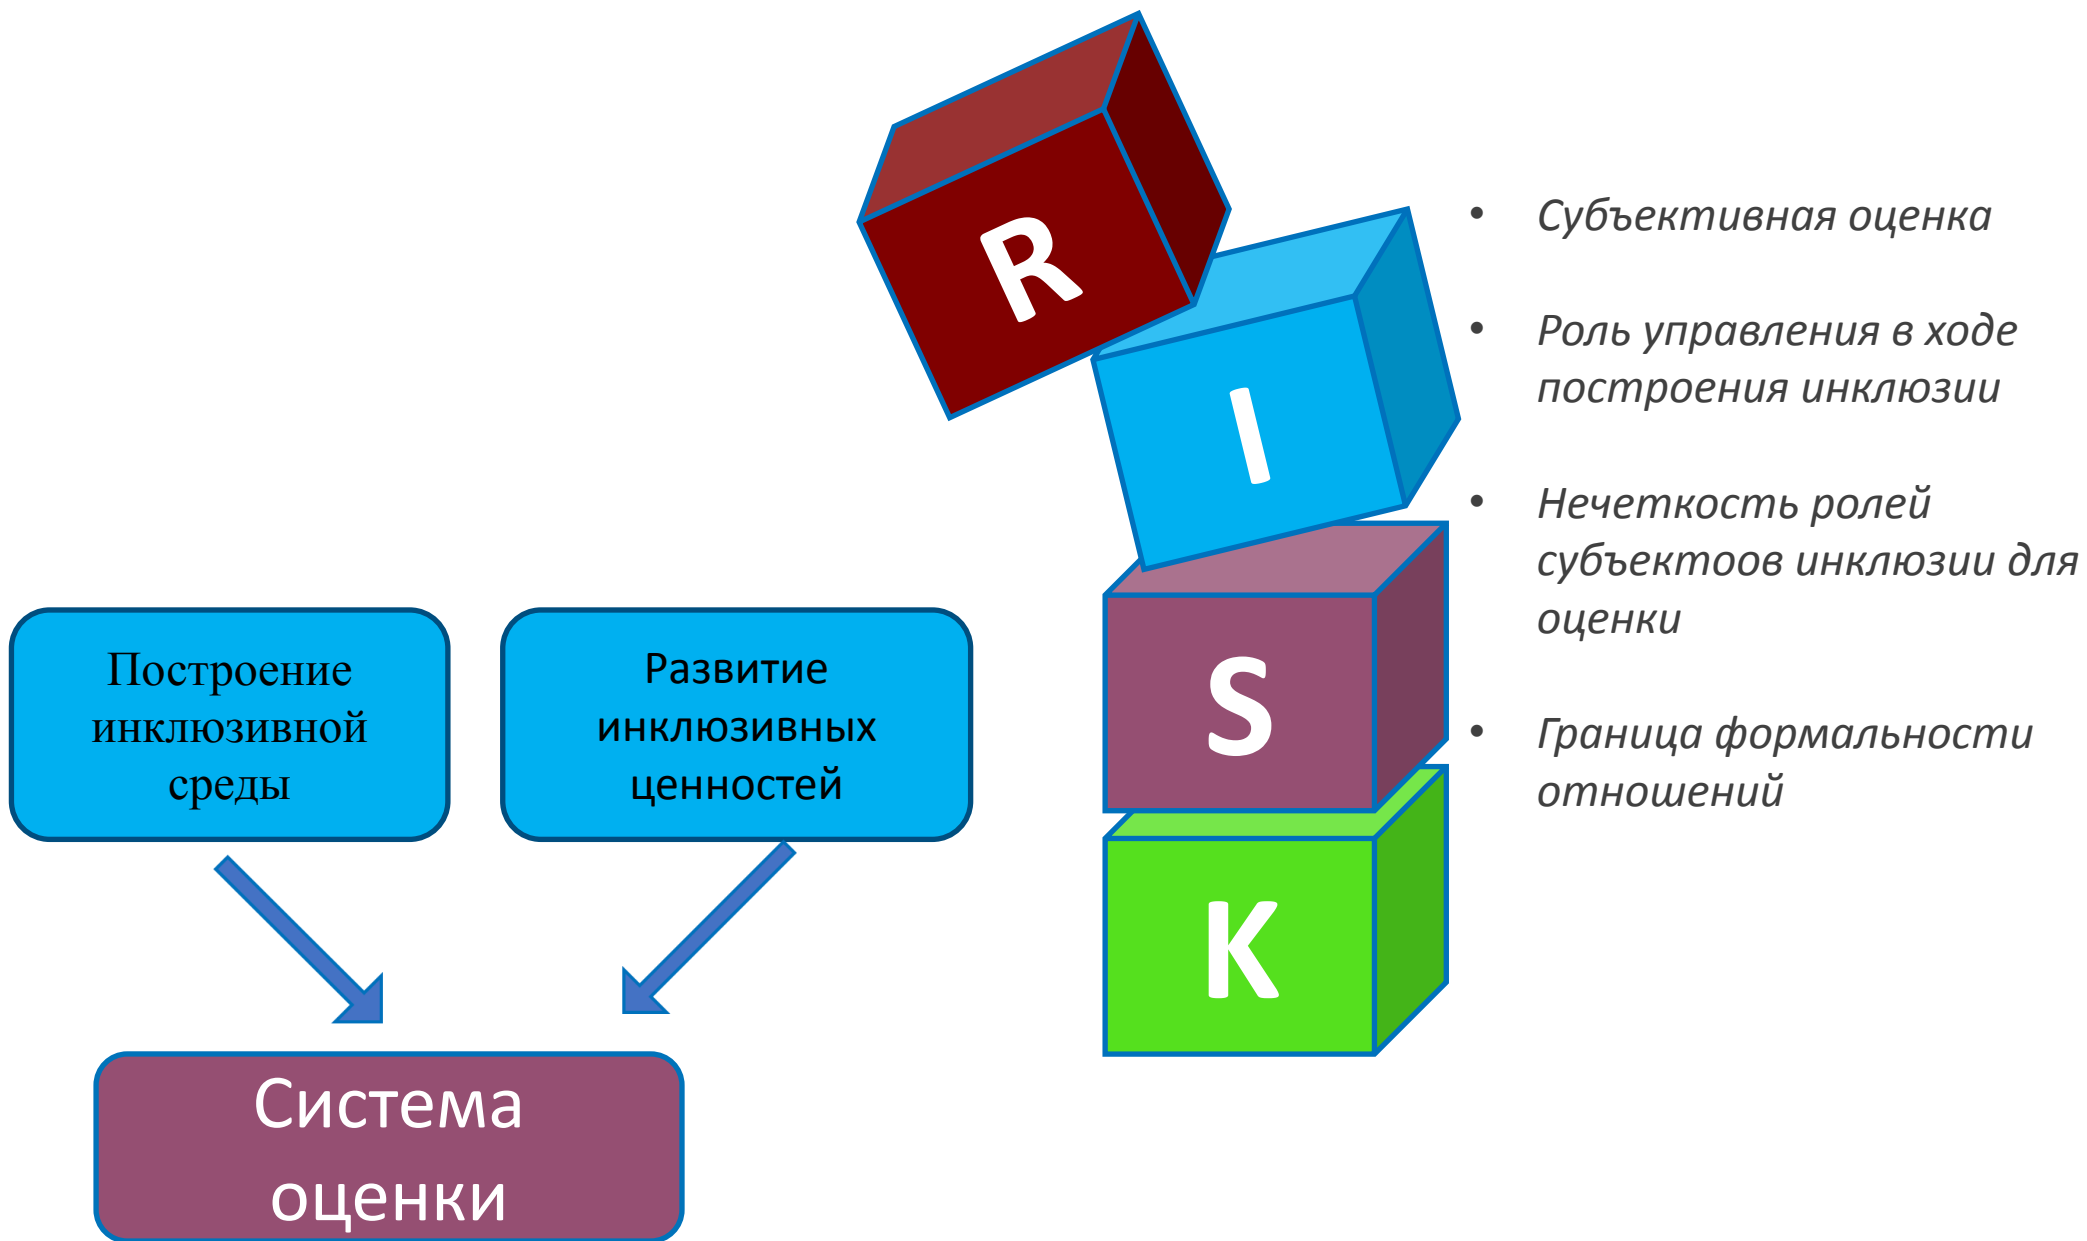 R
I
S
K
• Субъективная оценка
• Роль управления в ходе
построения инклюзии
• Нечеткость ролей
субъектоов инклюзии для
оценки
• Граница формальности
отношений
Построение
инклюзивной
среды
Развитие
инклюзивных
ценностей
Система
оценки